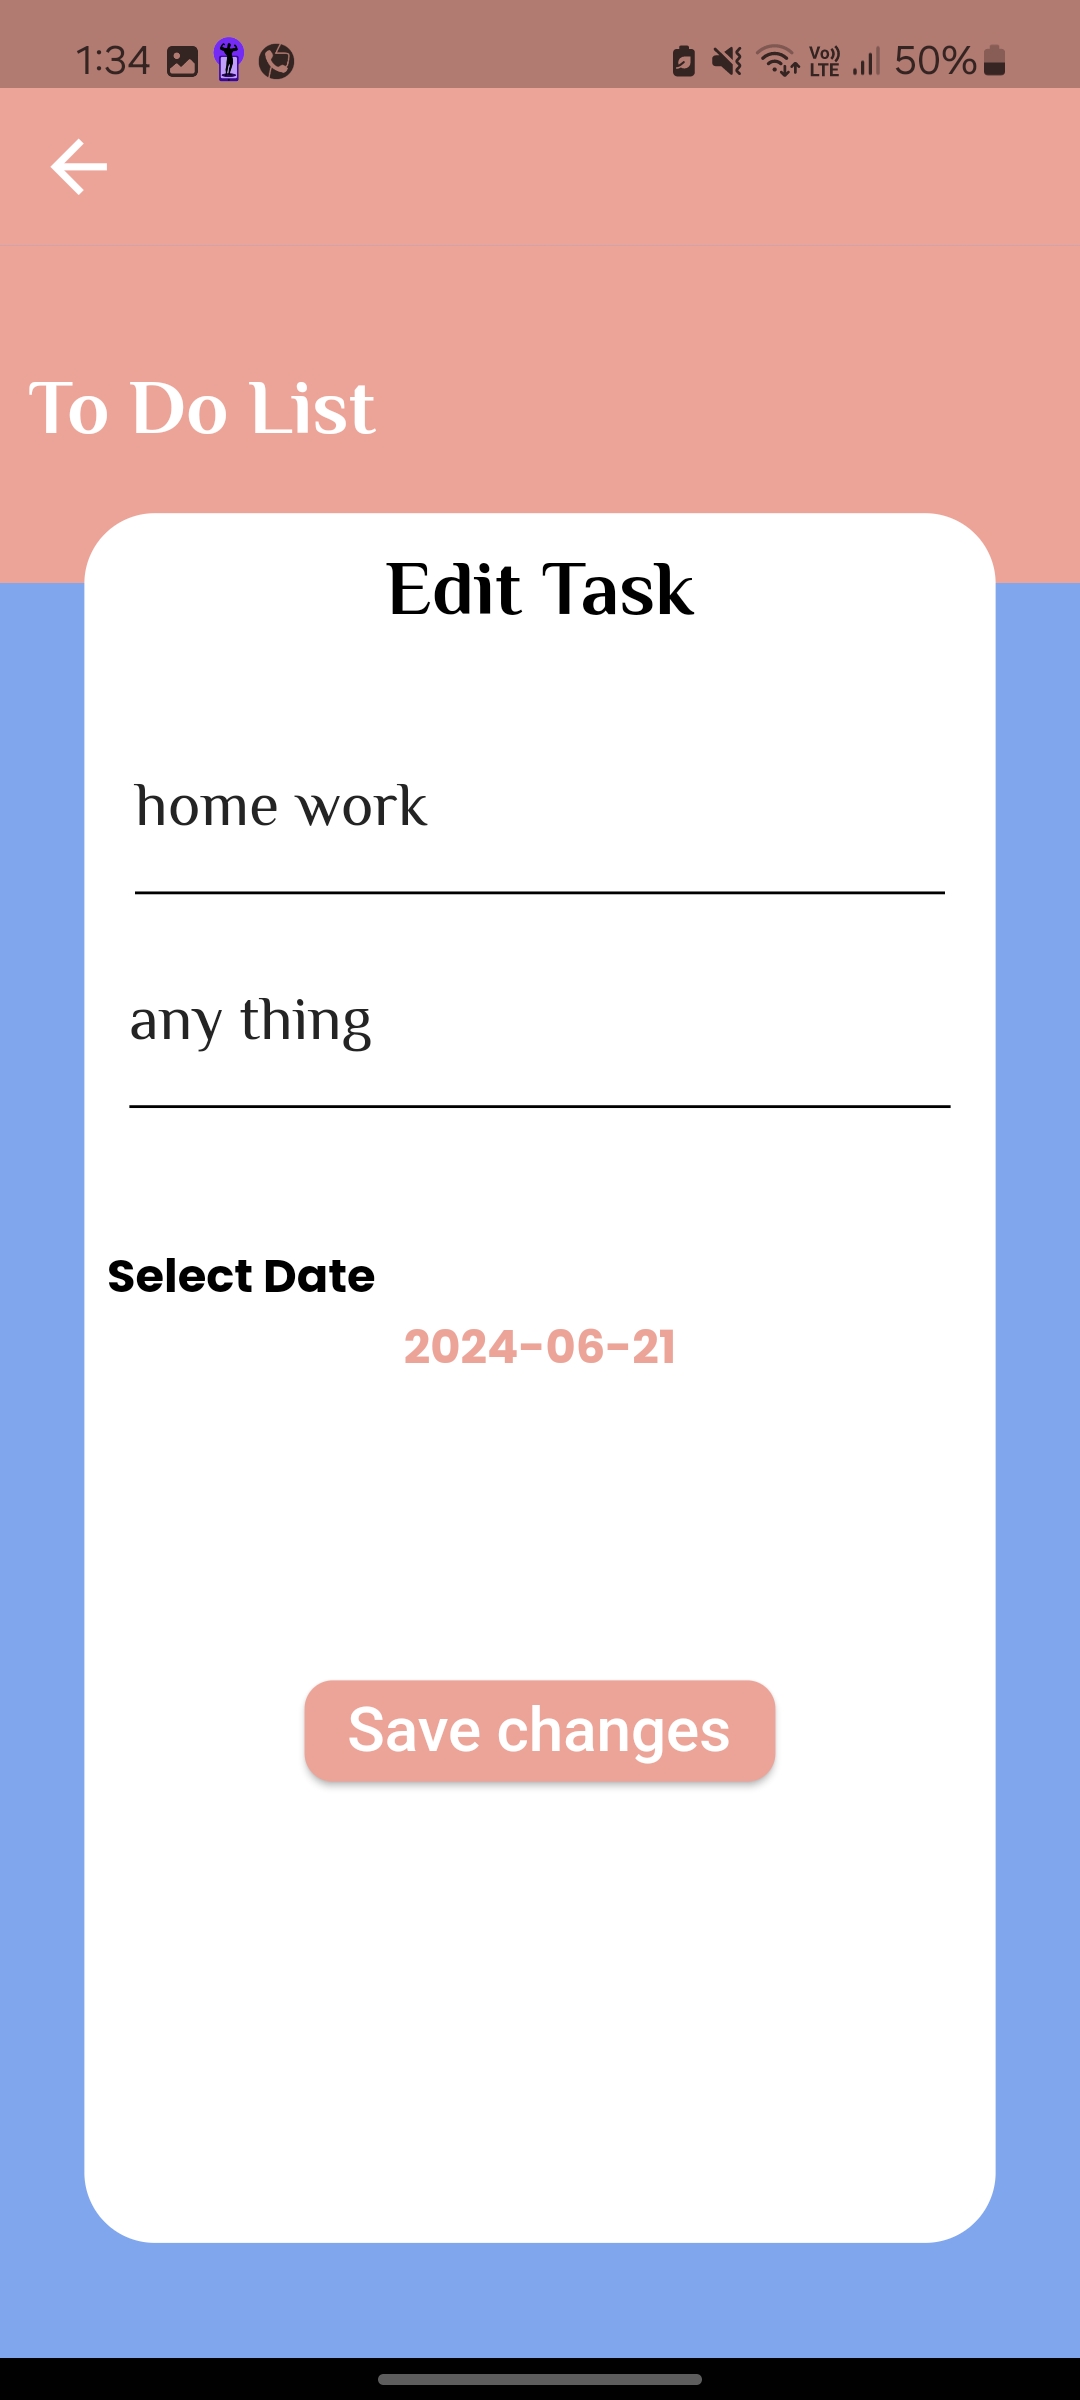 1:34 Vo)) LTE 50%
To Do List
Edit Task
home work
any thing
Select Date
2024-06-21
Save changes